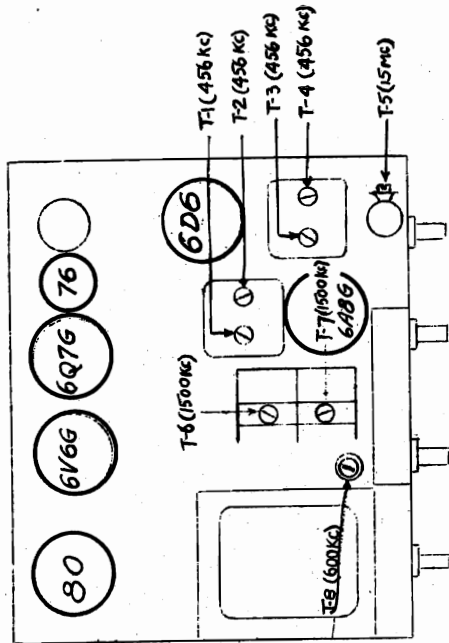 T-1 (456 KC)
T-2 (456 KC)
T-3 (456 KC)
T-4 (456 KC)
T-5 (15 MC)
76
6Q7G
6V6G
80
6D6
T-7 (1500 KC)
6A8G
T-6 (1500 KC)
T-8 (600 KC)